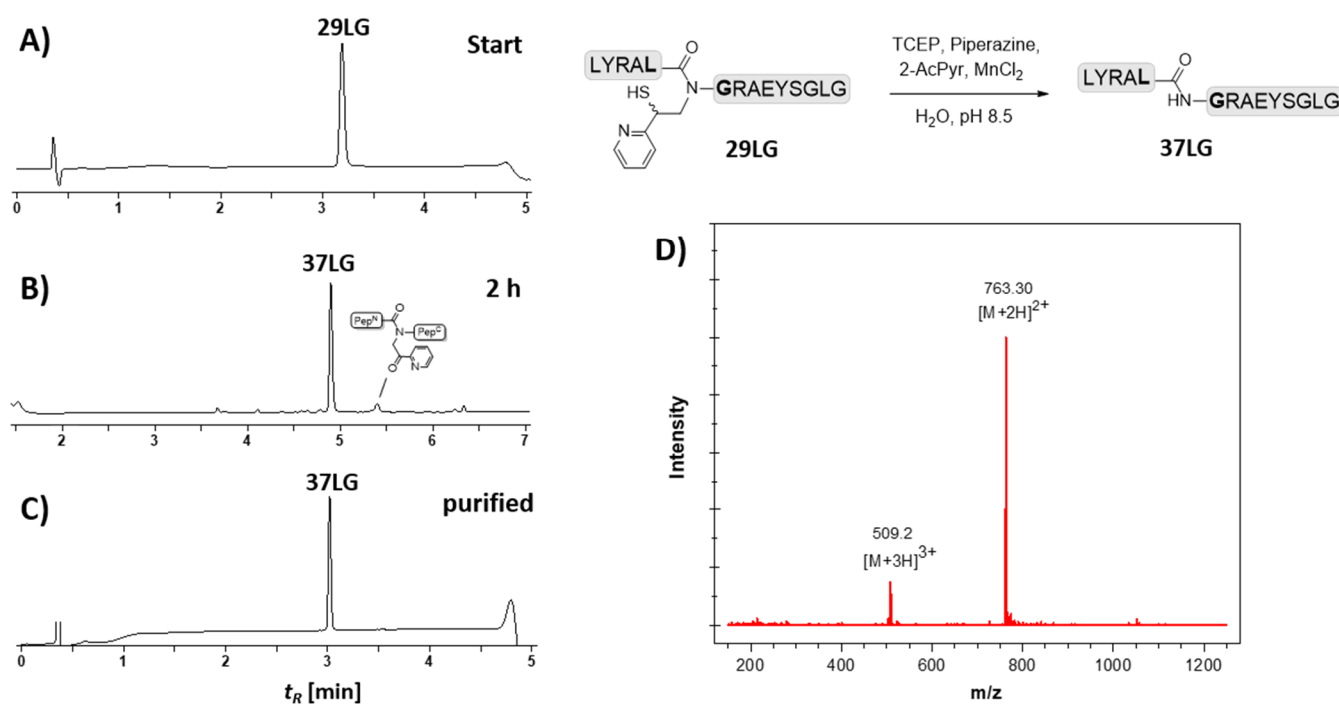 A)
29LG
Start
0 1 2 3 4 5
LYRAL
O
N
GRAEYSGLG
HS
N
29LG
TCEP, Piperazine,
2-AcPyr, MnCl2
H2O, pH 8.5
LYRAL
O
HN
GRAEYSGLG
37LG
B)
37LG
2 h
Pep^N
O
N
Pep^C
O
N
2 3 4 5 6 7
C)
37LG
purified
0 1 2 3 4 5
tR [min]
D)
763.30
[M+2H]^2+
509.2
[M+3H]^3+
Intensity
200 400 600 800 1000 1200
m/z